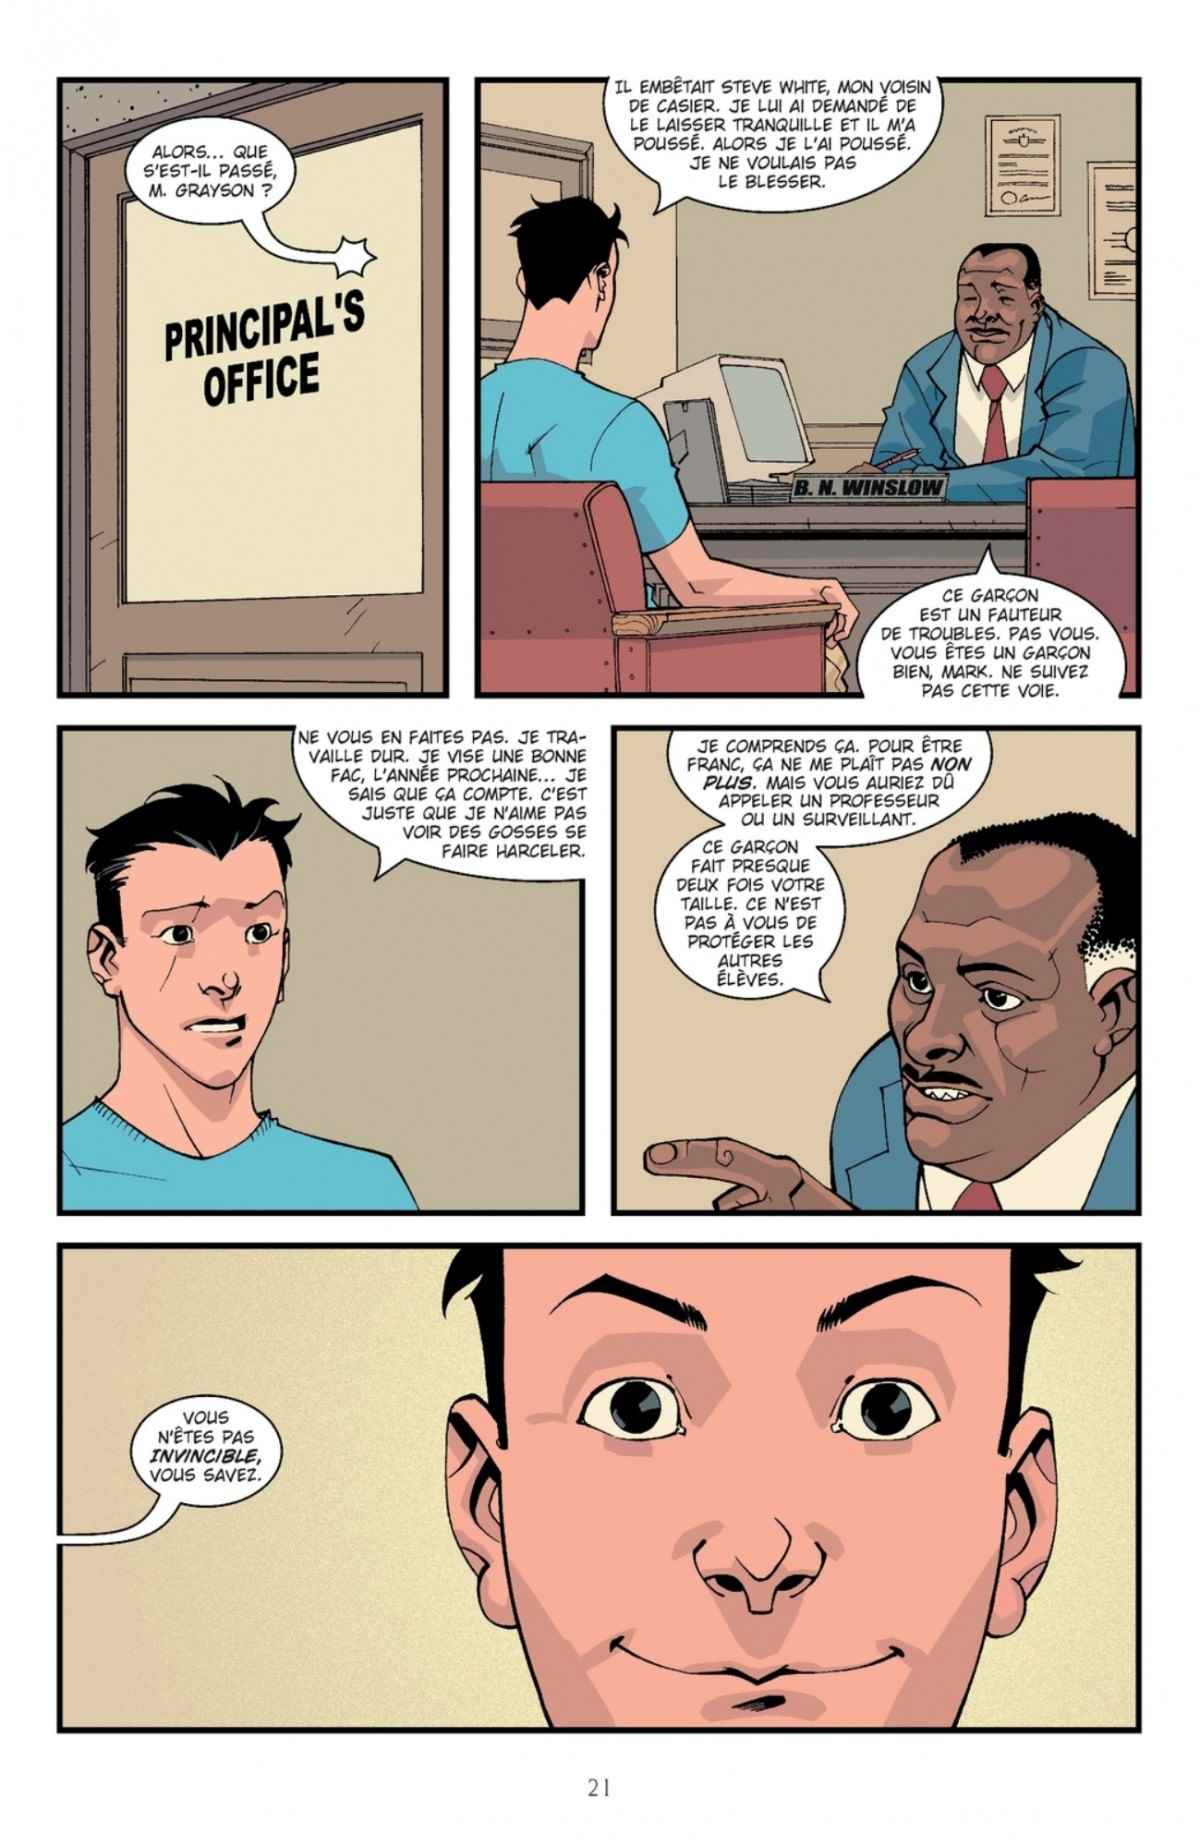 ALORS... QUE
S'EST-IL PASSÉ,
M. GRAYSON ?
PRINCIPAL'S
OFFICE
IL EMBÊTAIT STEVE WHITE, MON VOISIN
DE CASIER. JE LUI AI DEMANDÉ DE
LE LAISSER TRANQUILLE ET IL M'A
POUSSÉ. ALORS JE L'AI POUSSÉ.
JE NE VOULAIS PAS
LE BLESSER.
B. N. WINSLOW
CE GARÇON
EST UN FAUTEUR
DE TROUBLES. PAS VOUS.
VOUS ÊTES UN GARÇON
BIEN, MARK. NE SUIVEZ
PAS CETTE VOIE.
NE VOUS EN FAITES PAS. JE TRA-
VAILLE DUR. JE VISE UNE BONNE
FAC, L'ANNÉE PROCHAINE... JE
SAIS QUE ÇA COMPTE. C'EST
JUSTE QUE JE N'AIME PAS
VOIR DES GOSSES SE
FAIRE HARCELER.
JE COMPRENDS ÇA. POUR ÊTRE
FRANC, ÇA NE ME PLAÎT PAS NON
PLUS. MAIS VOUS AURIEZ DÛ
APPELER UN PROFESSEUR
OU UN SURVEILLANT.
CE GARÇON
FAIT PRESQUE
DEUX FOIS VOTRE
TAILLE. CE N'EST
PAS À VOUS DE
PROTÉGER LES
AUTRES
ÉLÈVES.
VOUS
N'ÊTES PAS
INVINCIBLE,
VOUS SAVEZ.
21